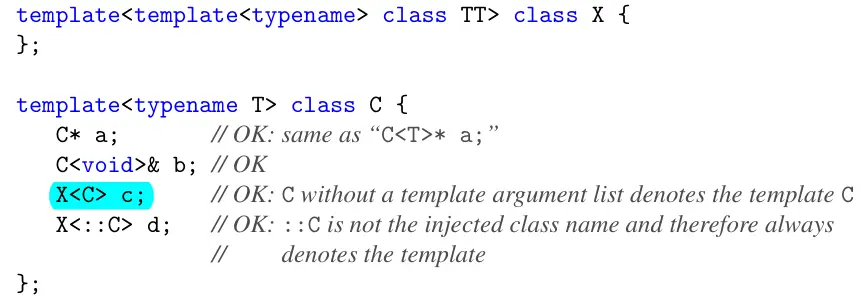 template<template<typename> class TT> class X {
};
template<typename T> class C {
C* a; // OK: same as “C<T>* a;”
C<void>& b; // OK
X<C> c; // OK: C without a template argument list denotes the template C
X<::C> d; // OK: ::C is not the injected class name and therefore always
// denotes the template
};